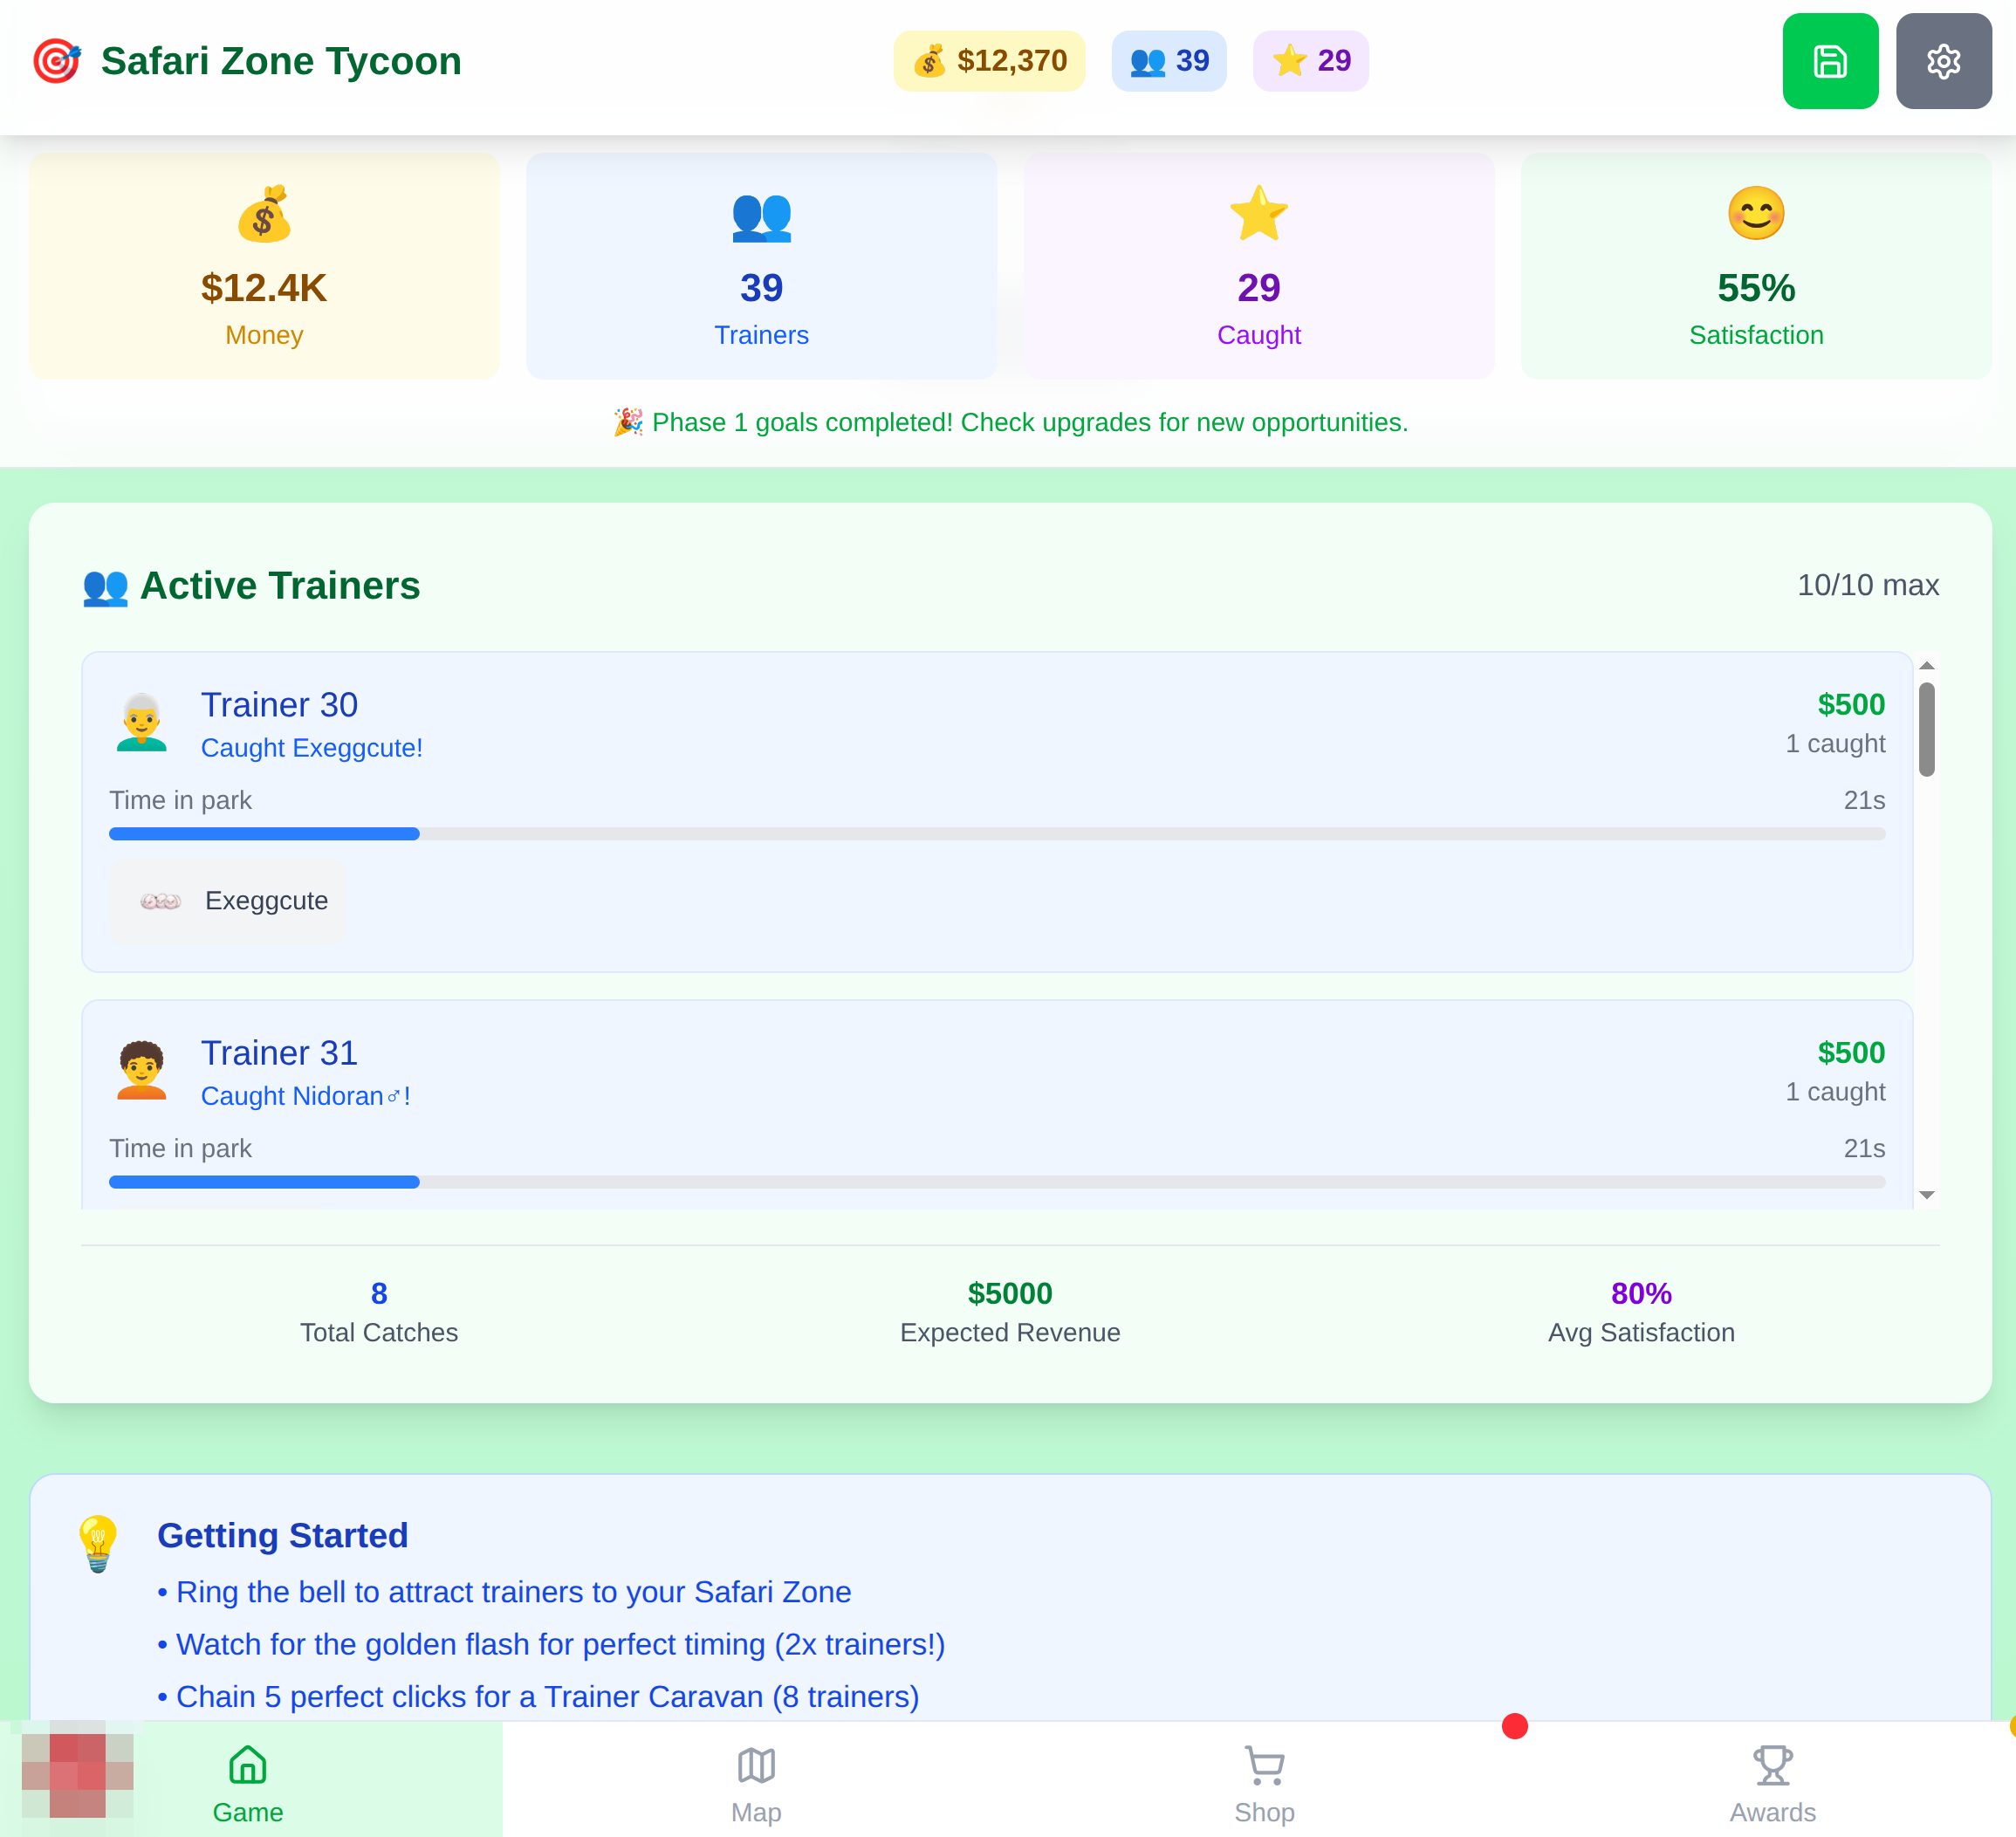 Safari Zone Tycoon
$12,370
39
29
$12.4K
Money
39
Trainers
29
Caught
55%
Satisfaction
Phase 1 goals completed! Check upgrades for new opportunities.
Active Trainers
10/10 max
Trainer 30
$500
Caught Exeggcute!
1 caught
Time in park
21s
Exeggcute
Trainer 31
$500
Caught Nidoran♂!
1 caught
Time in park
21s
8
Total Catches
$5000
Expected Revenue
80%
Avg Satisfaction
Getting Started
• Ring the bell to attract trainers to your Safari Zone
• Watch for the golden flash for perfect timing (2x trainers!)
• Chain 5 perfect clicks for a Trainer Caravan (8 trainers)
Game
Map
Shop
Awards